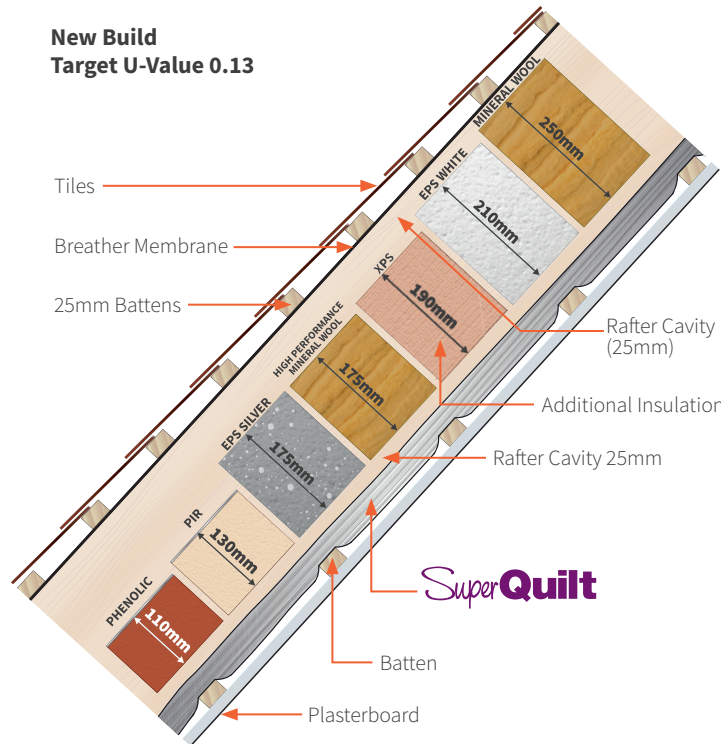 New Build
Target U-Value 0.13
MINERAL WOOL
250mm
EPS WHITE
210mm
Tiles
Breather Membrane
XPS
190mm
25mm Battens
Rafter Cavity
(25mm)
HIGH PERFORMANCE
MINERAL WOOL
175mm
Additional Insulation
EPS SILVER
175mm
Rafter Cavity 25mm
PIR
130mm
SuperQuilt
PHENOLIC
110mm
Batten
Plasterboard